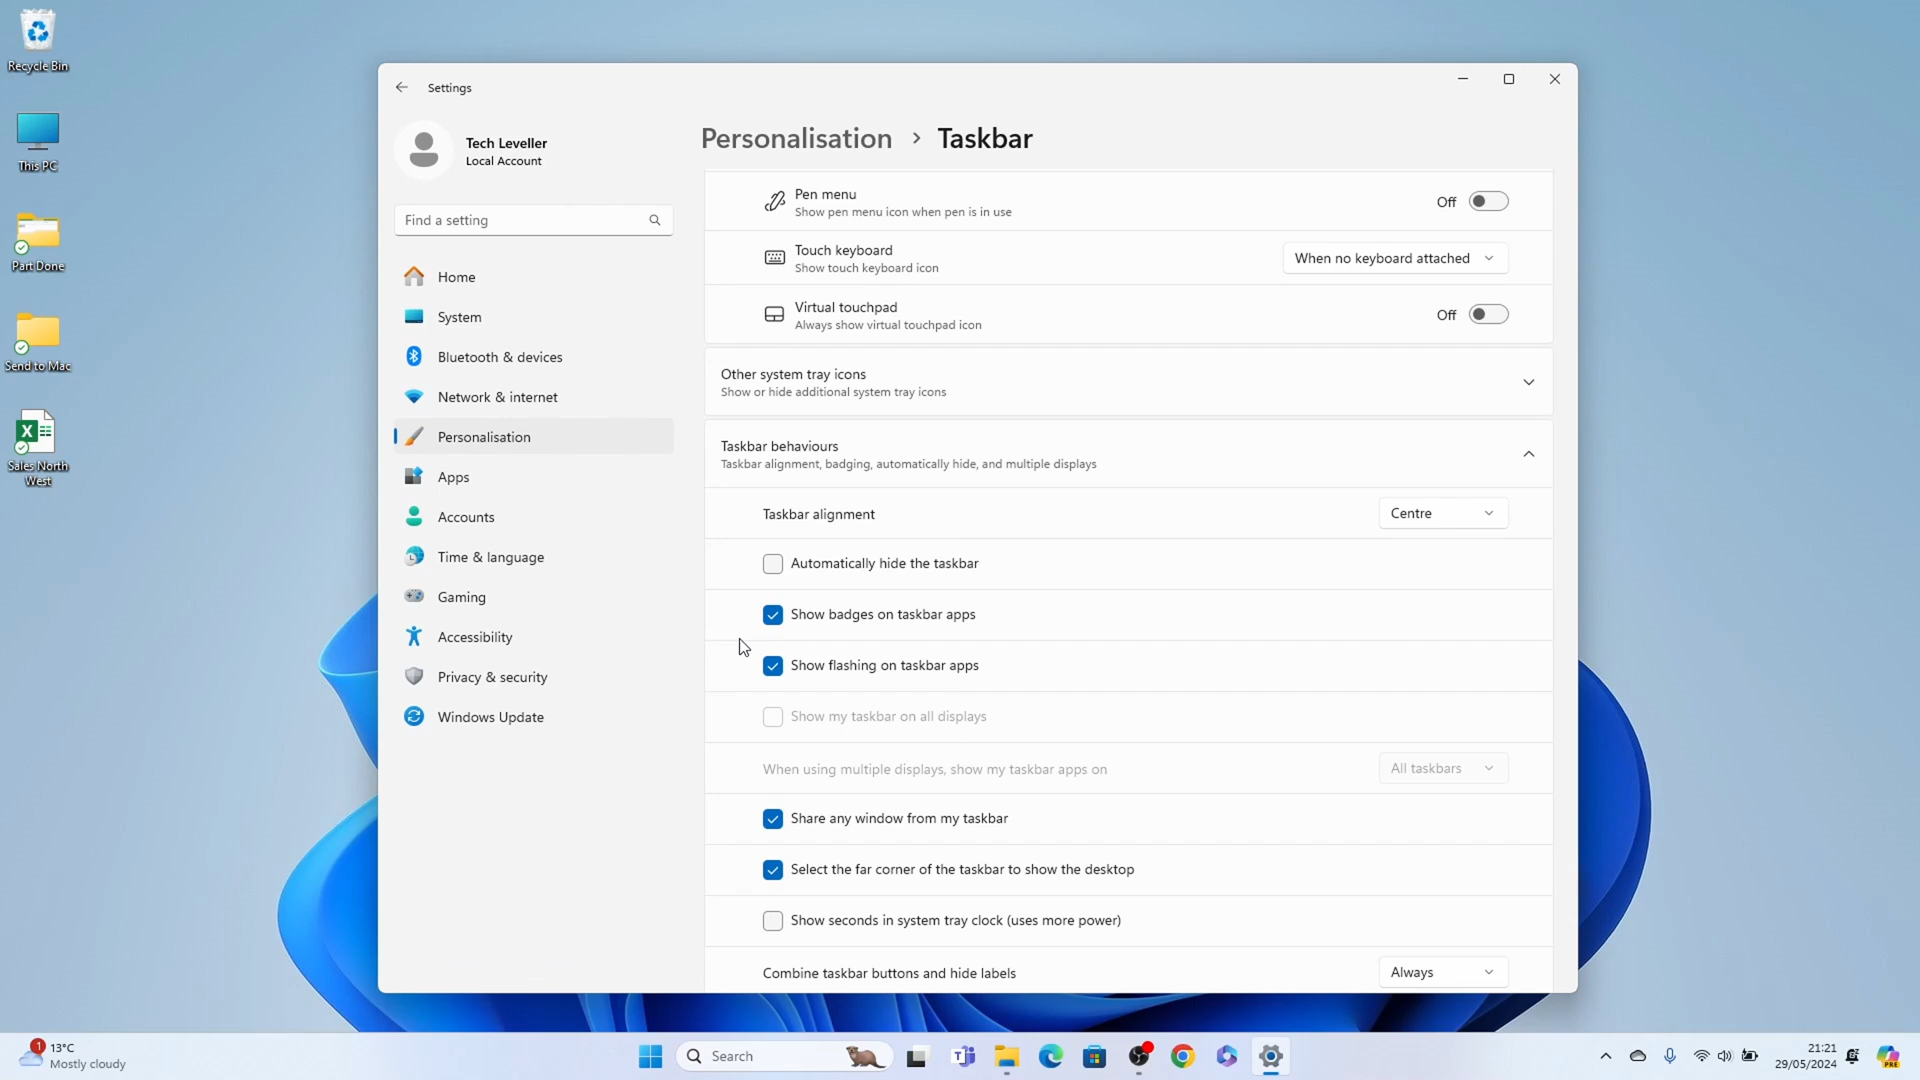 Recycle Bin
This PC
Part Done
Send to Mac
Sales North
West
Settings
Tech Leveller
Local Account
Find a setting
Home
System
Bluetooth & devices
Network & internet
Personalisation
Apps
Accounts
Time & language
Gaming
Accessibility
Privacy & security
Windows Update
Personalisation > Taskbar
Pen menu
Show pen menu icon when pen is in use
Off
Touch keyboard
Show touch keyboard icon
When no keyboard attached
Virtual touchpad
Always show virtual touchpad icon
Off
Other system tray icons
Show or hide additional system tray icons
Taskbar behaviours
Taskbar alignment, badging, automatically hide, and multiple displays
Taskbar alignment
Centre
Automatically hide the taskbar
Show badges on taskbar apps
Show flashing on taskbar apps
Show my taskbar on all displays
When using multiple displays, show my taskbar apps on
All taskbars
Share any window from my taskbar
Select the far corner of the taskbar to show the desktop
Show seconds in system tray clock (uses more power)
Combine taskbar buttons and hide labels
Always
1
13°C
Mostly cloudy
Search
21:21
29/05/2024
PRE